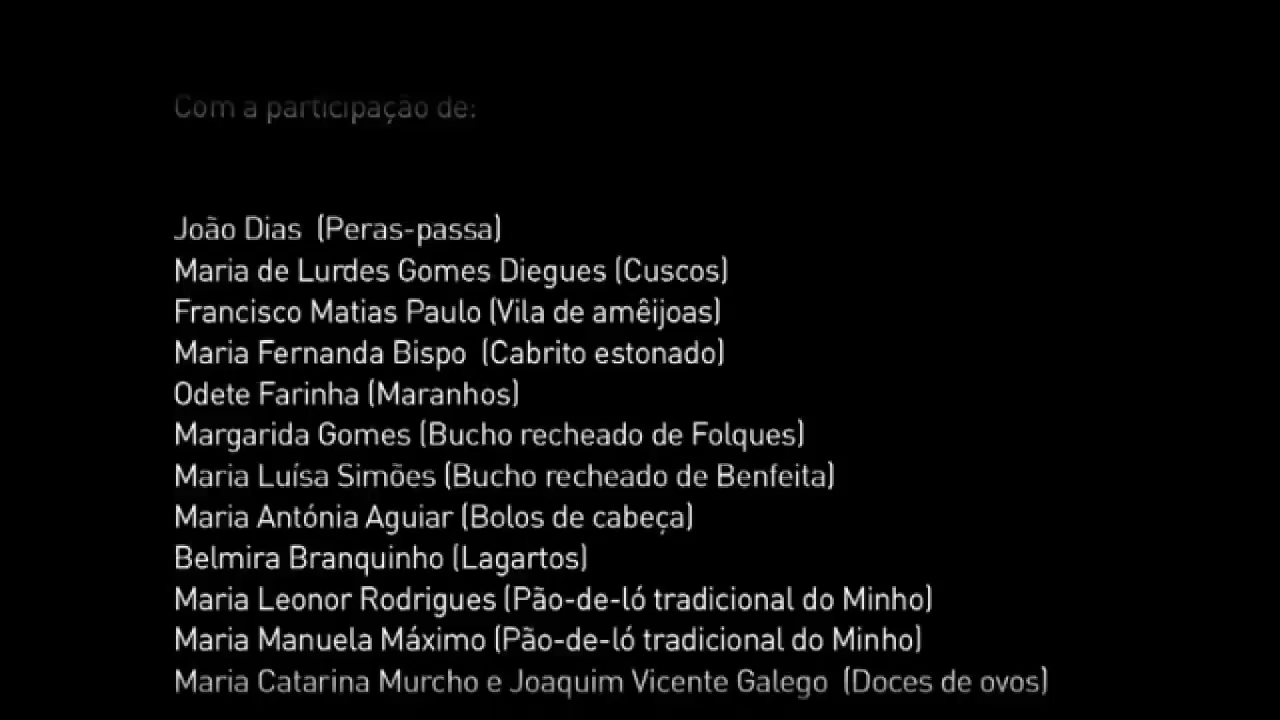 Com a participação de:
João Dias (Peras-passa)
Maria de Lurdes Gomes Diegues (Cuscos)
Francisco Matias Paulo (Vila de amêijoas)
Maria Fernanda Bispo (Cabrito estonado)
Odete Farinha (Maranhos)
Margarida Gomes (Bucho recheado de Folques)
Maria Luísa Simões (Bucho recheado de Benfeita)
Maria Antónia Aguiar (Bolos de cabeça)
Belmira Branquinho (Lagartos)
Maria Leonor Rodrigues (Pão-de-ló tradicional do Minho)
Maria Manuela Máximo (Pão-de-ló tradicional do Minho)
Maria Catarina Murcho e Joaquim Vicente Galego (Doces de ovos)